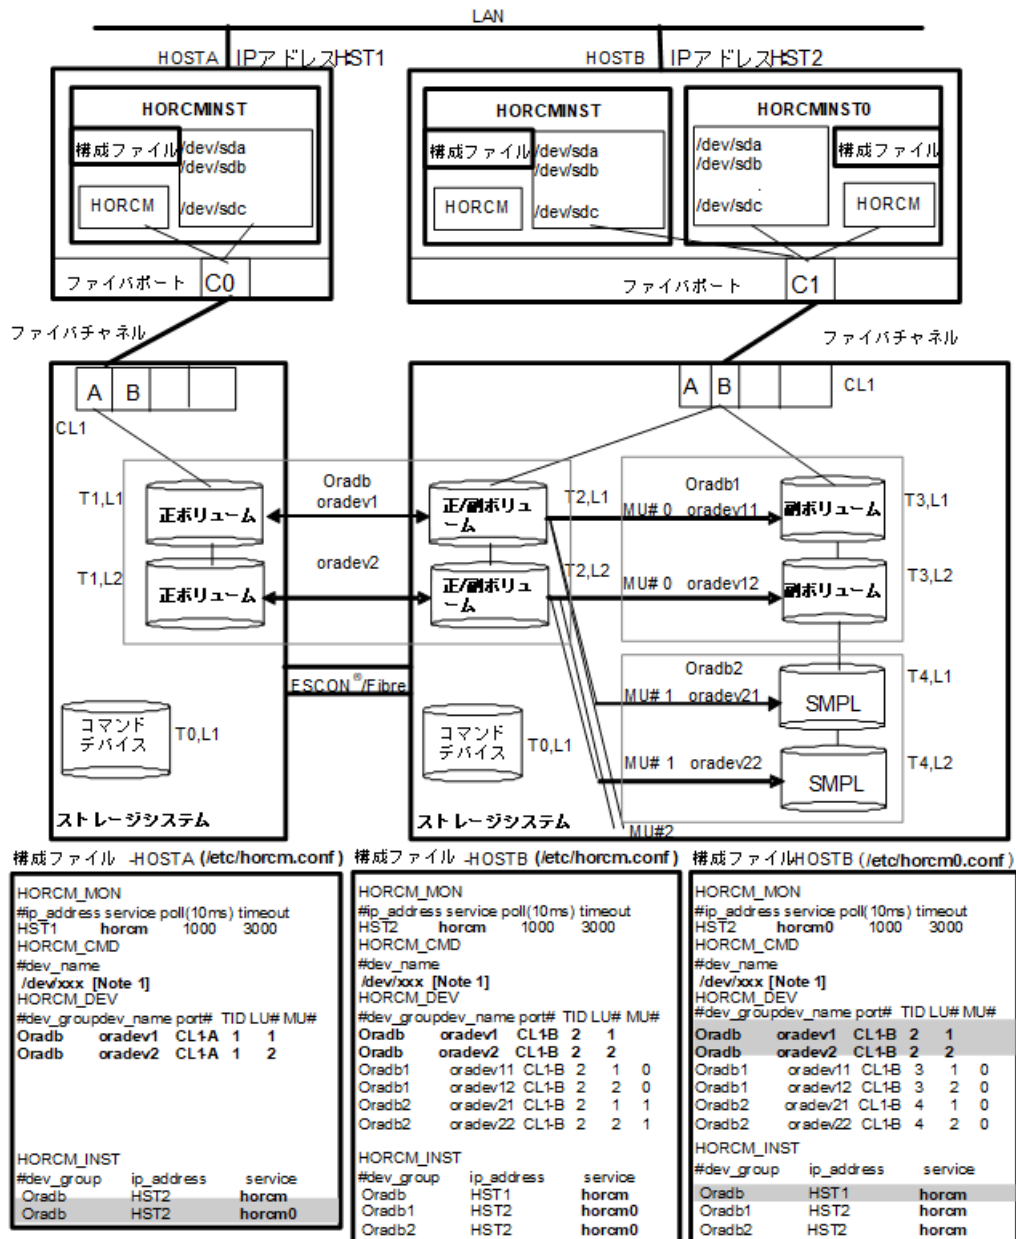 LAN
HOSTA IPアドレスHST1
HOSTB IPアドレスHST2
HORCMINST
構成ファイル
/dev/sda
/dev/sdb
HORCM
/dev/sdc
ファイバポート
C0
HORCMINST
構成ファイル
/dev/sda
/dev/sdb
HORCM
/dev/sdc
HORCMINST0
/dev/sda
/dev/sdb
構成ファイル
/dev/sdc
HORCM
ファイバポート
C1
ファイバチャネル
ファイバチャネル
A B
CL1
A B
CL1
T1,L1
正ボリューム
Oradb
oradev1
正/副ボリュ
ーム
T2,L1
Oradb1
MU# 0 oradev11
副ボリューム
T3,L1
T1,L2
正ボリューム
oradev2
正/副ボリュ
ーム
T2,L2
MU# 0 oradev12
副ボリューム
T3,L2
ESCON®/Fibre
Oradb2
MU# 1 oradev21
SMPL
T4,L1
MU# 1 oradev22
SMPL
T4,L2
MU#2
コマンド
デバイス
T0,L1
コマンド
デバイス
T0,L1
ストレージシステム
ストレージシステム
構成ファイル -HOSTA (/etc/horcm.conf)
HORCM_MON
#ip_address service poll(10ms) timeout
HST1 horcm 1000 3000
HORCM_CMD
#dev_name
/dev/xxx [Note 1]
HORCM_DEV
#dev_groupdev_name port# TID LU# MU#
Oradb oradev1 CL1-A 1 1
Oradb oradev2 CL1-A 1 2
HORCM_INST
#dev_group ip_address service
Oradb HST2 horcm
Oradb HST2 horcm0
構成ファイル -HOSTB (/etc/horcm.conf)
HORCM_MON
#ip_address service poll(10ms) timeout
HST2 horcm 1000 3000
HORCM_CMD
#dev_name
/dev/xxx [Note 1]
HORCM_DEV
#dev_groupdev_name port# TID LU# MU#
Oradb oradev1 CL1-B 2 1
Oradb oradev2 CL1-B 2 2
Oradb1 oradev11 CL1-B 2 1 0
Oradb1 oradev12 CL1-B 2 2 0
Oradb2 oradev21 CL1-B 2 1 1
Oradb2 oradev22 CL1-B 2 2 1
HORCM_INST
#dev_group ip_address service
Oradb HST1 horcm
Oradb1 HST2 horcm0
Oradb2 HST2 horcm0
構成ファイルHOSTB (/etc/horcm0.conf)
HORCM_MON
#ip_address service poll(10ms) timeout
HST2 horcm0 1000 3000
HORCM_CMD
#dev_name
/dev/xxx [Note 1]
HORCM_DEV
#dev_groupdev_name port# TID LU# MU#
Oradb oradev1 CL1-B 2 1
Oradb oradev2 CL1-B 2 2
Oradb1 oradev11 CL1-B 3 1 0
Oradb1 oradev12 CL1-B 3 2 0
Oradb2 oradev21 CL1-B 4 1 0
Oradb2 oradev22 CL1-B 4 2 0
HORCM_INST
#dev_group ip_address service
Oradb HST1 horcm
Oradb1 HST2 horcm
Oradb2 HST2 horcm